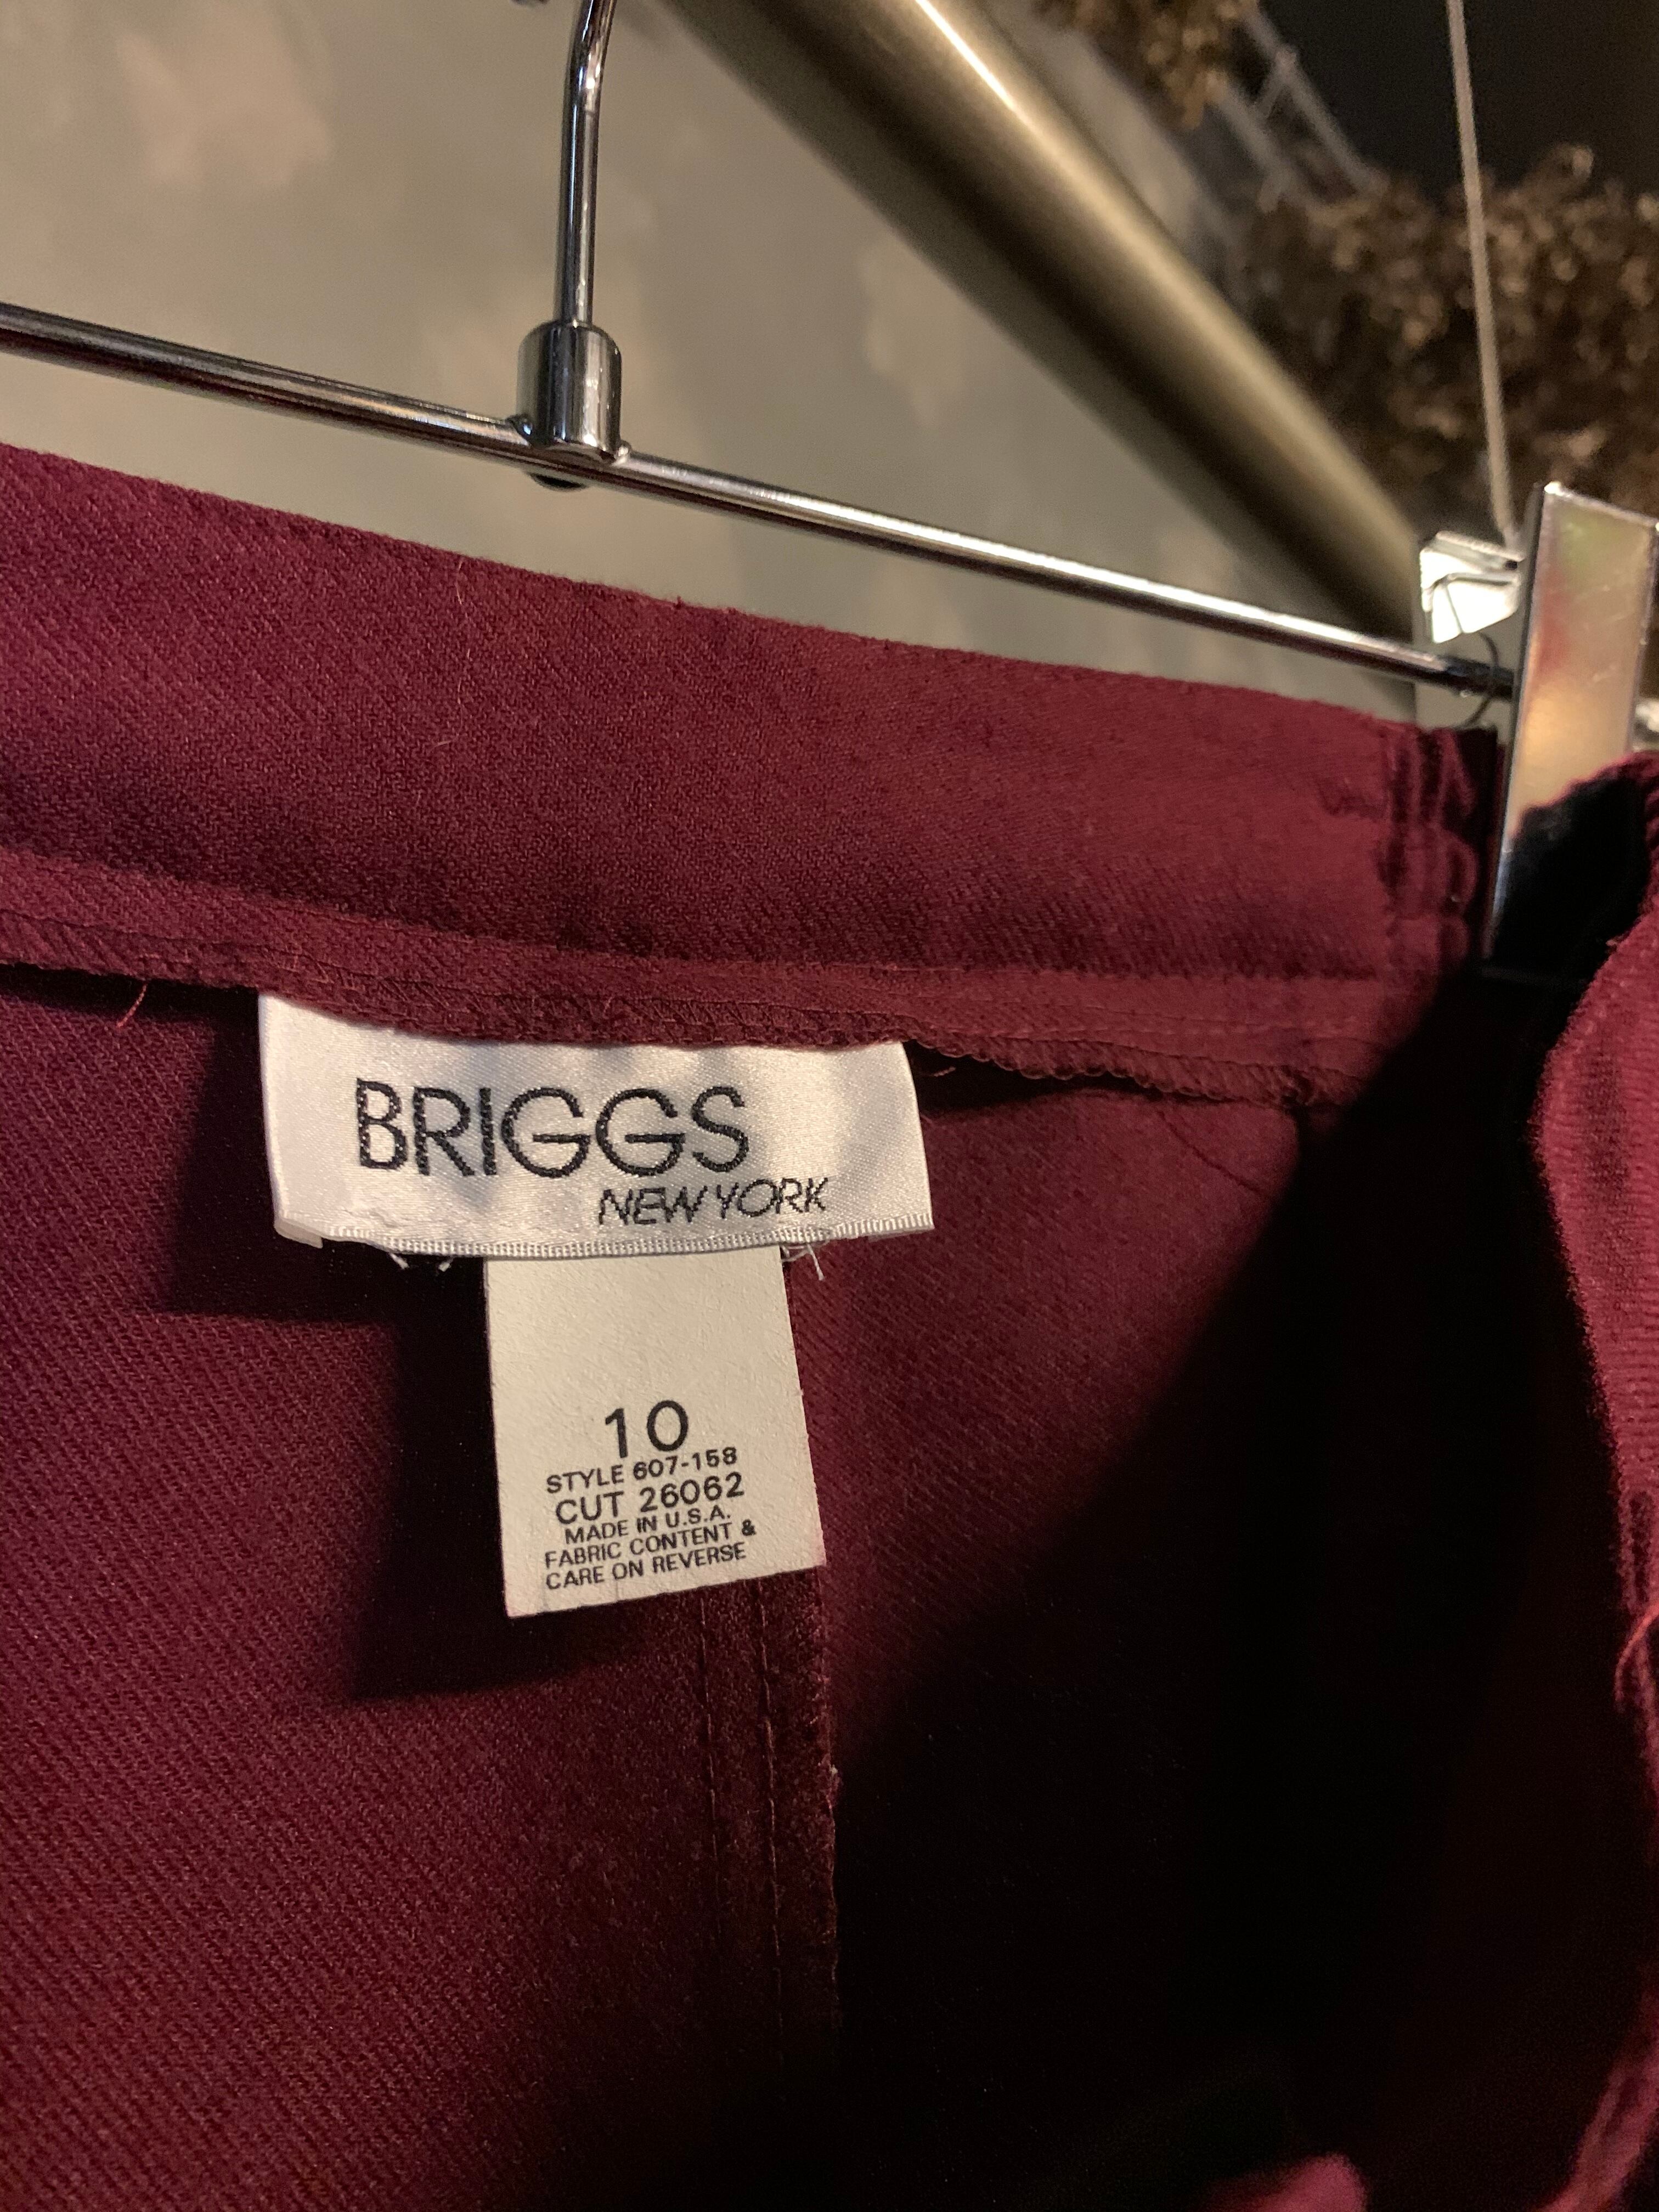 BRIGGS
NEW YORK
10
STYLE 607-158
CUT 26062
MADE IN U.S.A.
FABRIC CONTENT &
CARE ON REVERSE